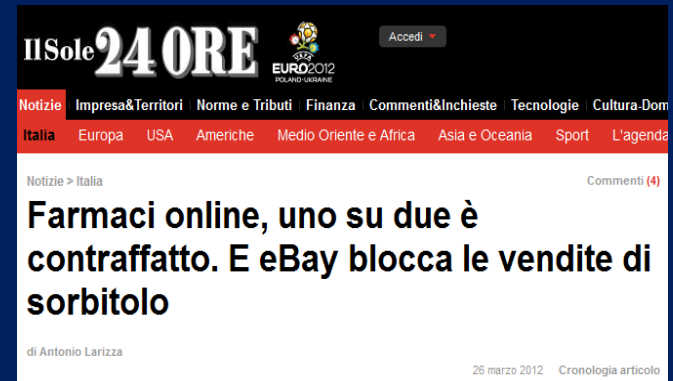 Il Sole 24 ORE
UEFA
EURO2012
POLAND-UKRAINE
Accedi
Notizie Impresa&Territori Norme e Tributi Finanza Commenti&Inchieste Tecnologie Cultura-Dom
Italia Europa USA Americhe Medio Oriente e Africa Asia e Oceania Sport L'agenda
Notizie > Italia Commenti (4)
Farmaci online, uno su due è
contraffatto. E eBay blocca le vendite di
sorbitolo
di Antonio Larizza
26 marzo 2012 Cronologia articolo